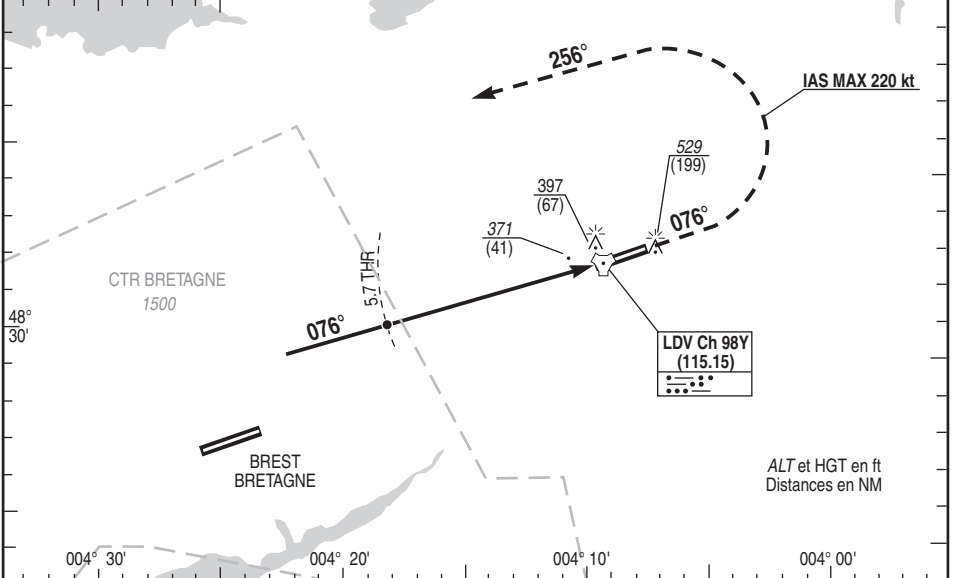 256°
IAS MAX 220 kt
529
(199)
397
(67)
076°
371
(41)
5.7 THR
CTR BRETAGNE
1500
48°
30'
076°
LDV Ch 98Y
(115.15)
BREST
BRETAGNE
ALT et HGT en ft
Distances en NM
004° 30'
004° 20'
004° 10'
004° 00'